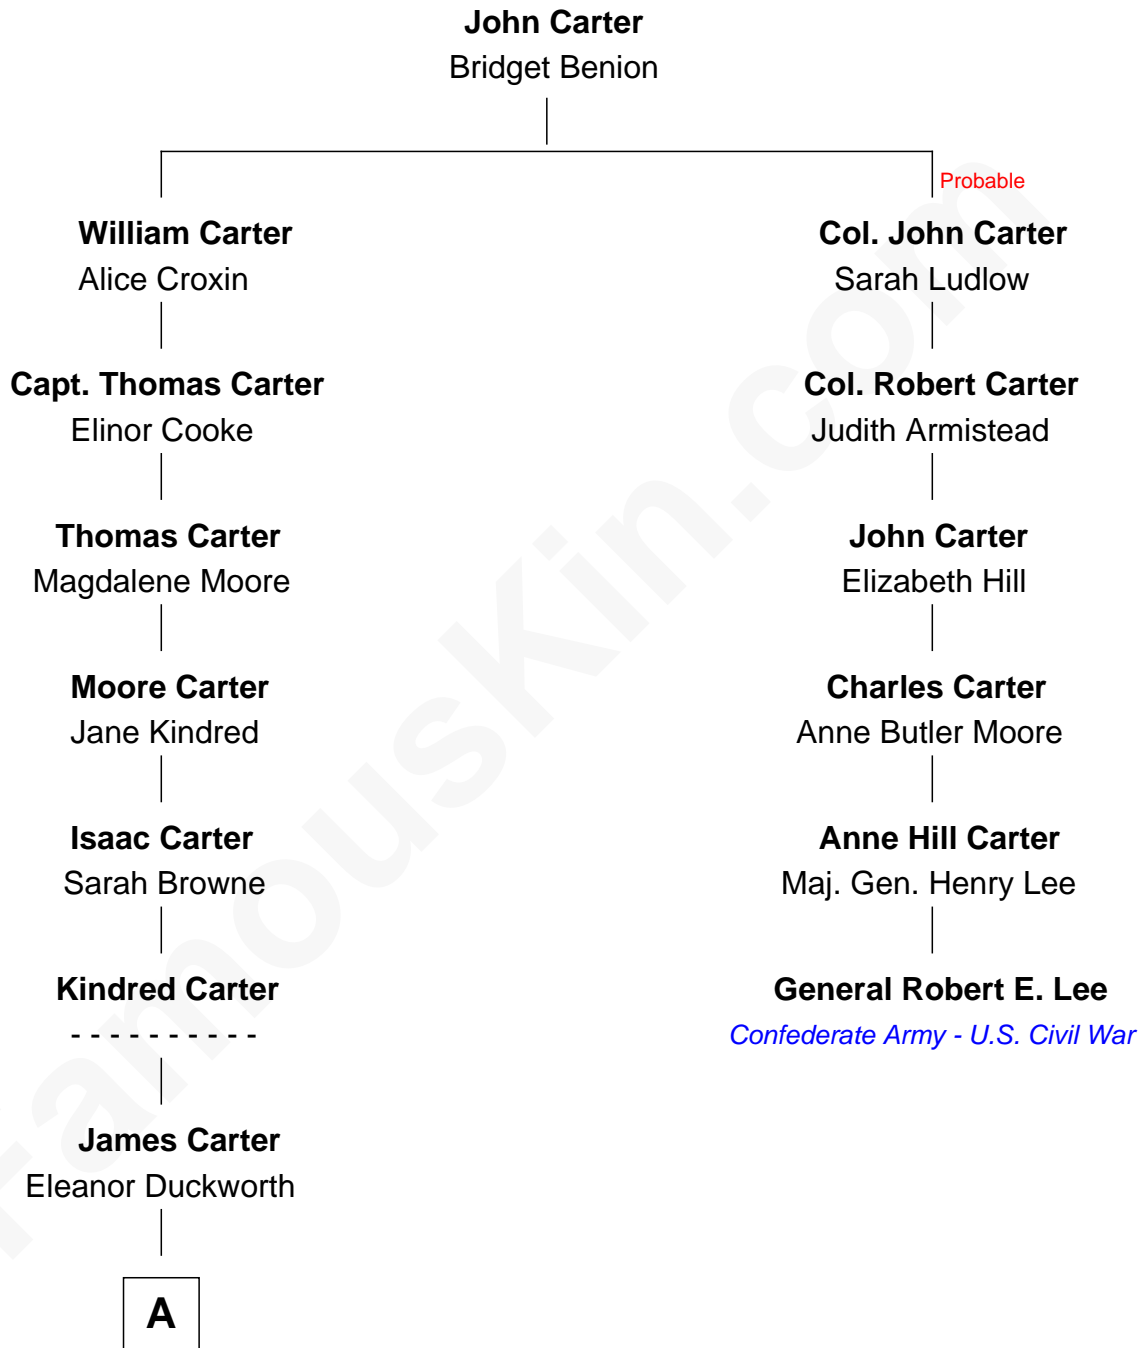 John Carter
Bridget Benion
Probable
William Carter
Alice Croxin
Col. John Carter
Sarah Ludlow
Capt. Thomas Carter
Elinor Cooke
Col. Robert Carter
Judith Armistead
Thomas Carter
Magdalene Moore
John Carter
Elizabeth Hill
Moore Carter
Jane Kindred
Charles Carter
Anne Butler Moore
Isaac Carter
Sarah Browne
Anne Hill Carter
Maj. Gen. Henry Lee
Kindred Carter
- - - - - - - - - -
General Robert E. Lee
Confederate Army - U.S. Civil War
James Carter
Eleanor Duckworth
A
FamousKin.com